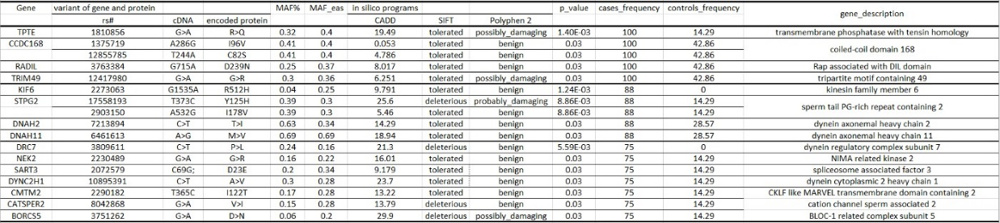 Gene variant of gene and protein MAF% MAF_eas in silico programs p_value cases_frequency controls_frequency gene_description
rs# cDNA encoded protein CADD SIFT Polyphen 2
TPTE 1810856 G>A R>Q 0.32 0.4 19.49 tolerated possibly_damaging 1.40E-03 100 14.29 transmembrane phosphatase with tensin homology
CCDC168 1375719 A286G I96V 0.41 0.4 0.053 tolerated benign 0.03 100 42.86 coiled-coil domain 168
12855785 T244A C82S 0.41 0.4 4.786 tolerated benign 0.03 100 42.86
RADIL 3763384 G715A D239N 0.25 0.37 8.017 tolerated benign 0.03 100 42.86 Rap associated with DIL domain
TRIM49 12417980 G>A G>R 0.3 0.36 6.251 tolerated possibly_damaging 0.03 100 42.86 tripartite motif containing 49
KIF6 2273063 G1535A R512H 0.04 0.25 9.791 tolerated benign 1.24E-03 88 0 kinesin family member 6
STPG2 17558193 T373C Y125H 0.39 0.3 25.6 deleterious probably_damaging 8.86E-03 88 14.29 sperm tail PG-rich repeat containing 2
2903150 A532G I178V 0.39 0.3 5.46 tolerated benign 8.86E-03 88 14.29
DNAH2 7213894 C>T T>I 0.63 0.34 14.29 tolerated benign 0.03 88 28.57 dynein axonemal heavy chain 2
DNAH11 6461613 A>G M>V 0.69 0.69 18.94 tolerated benign 0.03 88 28.57 dynein axonemal heavy chain 11
DRC7 3809611 C>T P>L 0.24 0.16 21.3 deleterious benign 5.59E-03 75 0 dynein regulatory complex subunit 7
NEK2 2230489 G>A G>R 0.16 0.22 16.01 tolerated benign 0.03 75 14.29 NIMA related kinase 2
SART3 2072579 C69G; D23E 0.2 0.34 9.179 tolerated benign 0.03 75 14.29 spliceosome associated factor 3
DYNC2H1 10895391 C>T A>V 0.3 0.28 23.7 tolerated benign 0.03 75 14.29 dynein cytoplasmic 2 heavy chain 1
CMTM2 2290182 T365C I122T 0.17 0.28 13.22 tolerated benign 0.03 75 14.29 CKLF like MARVEL transmembrane domain containing 2
CATSPER2 8042868 G>A V>I 0.15 0.28 13.79 deleterious benign 0.03 75 14.29 cation channel sperm associated 2
BORCS5 3751262 G>A D>N 0.06 0.2 29.9 tolerated possibly_damaging 0.03 75 14.29 BLOC-1 related complex subunit 5